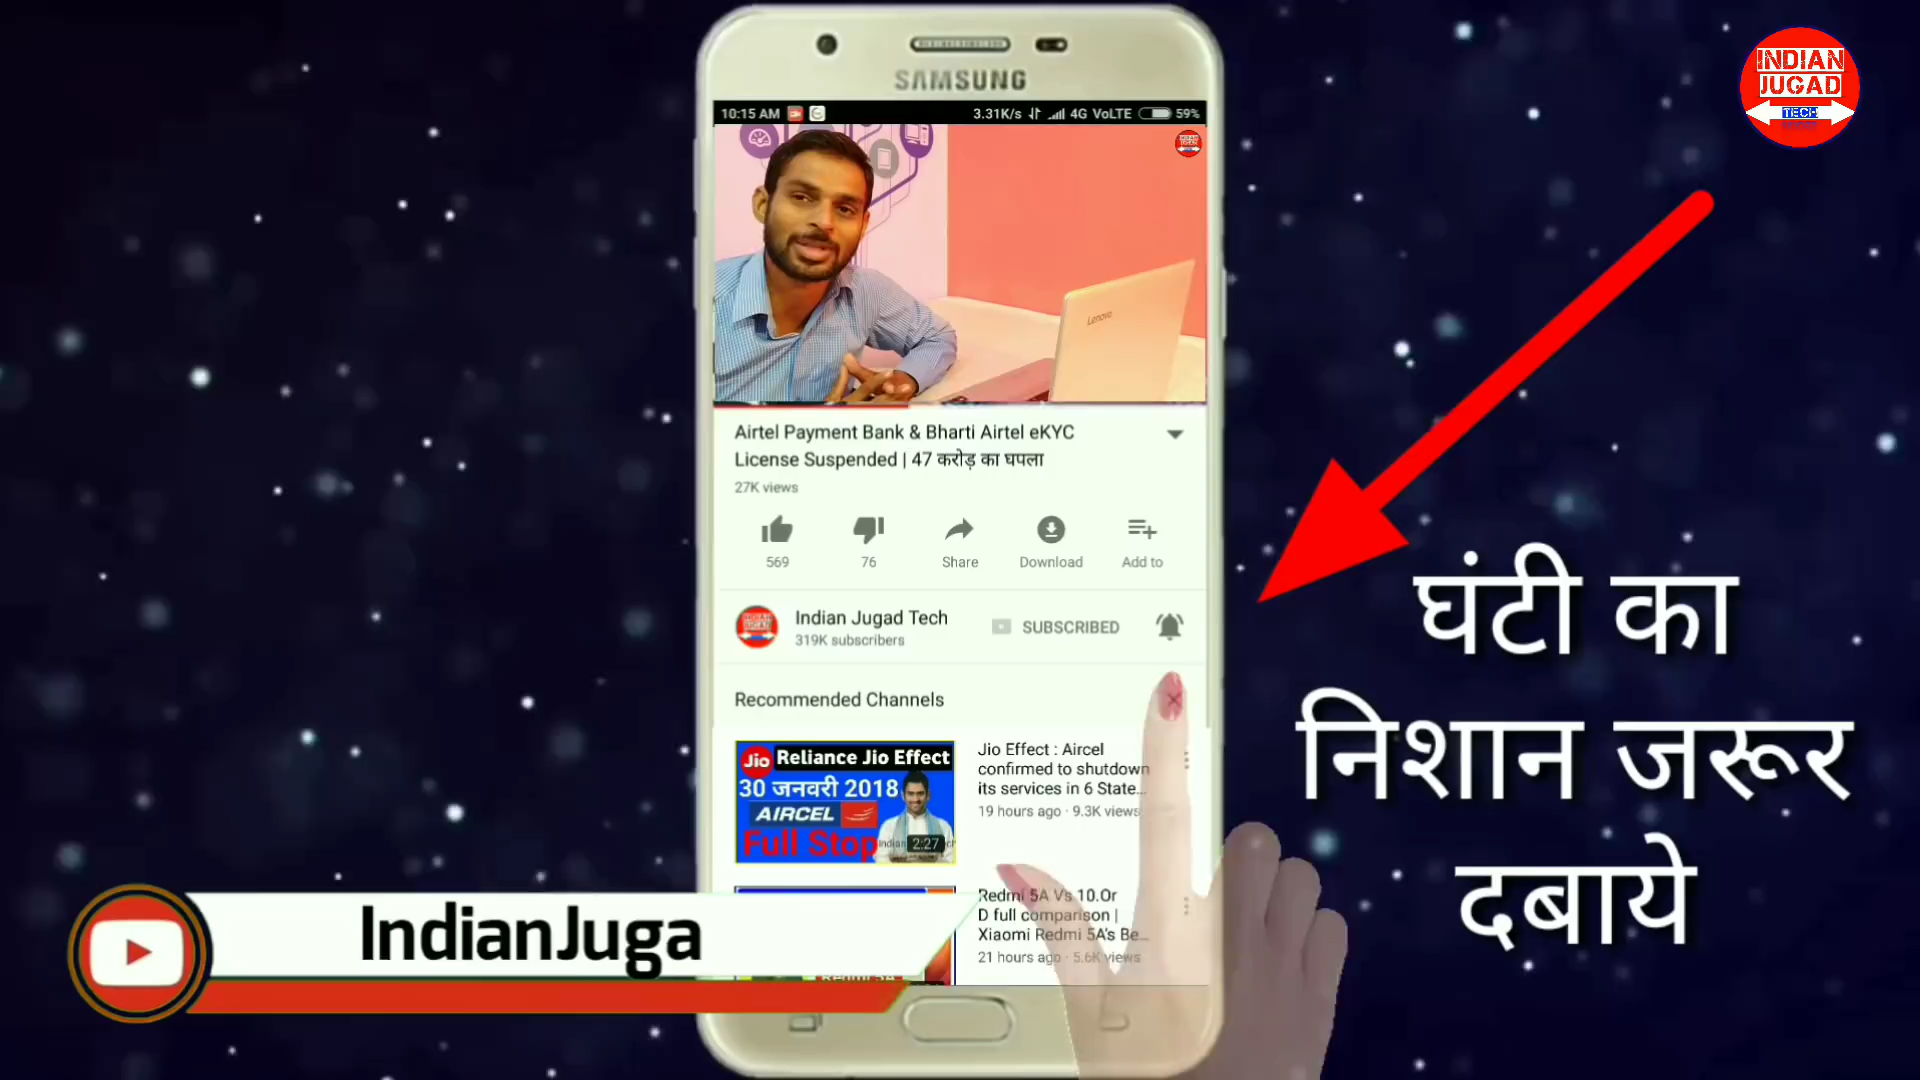 INDIAN
JUGAD
TECH
SAMSUNG
10:15 AM
3.31K/s 4G VoLTE 59%
Lenovo
Airtel Payment Bank & Bharti Airtel eKYC
License Suspended | 47 करोड़ का घपला
27K views
569
76
Share
Download
Add to
Indian Jugad Tech
319K subscribers
SUBSCRIBED
Recommended Channels
Jio Reliance Jio Effect
30 जनवरी 2018
AIRCEL
Full Stop
2:27
Jio Effect : Aircel
confirmed to shutdown
its services in 6 State...
19 hours ago · 9.3K views
Redmi 5A Vs 10.Or
D full comparison |
Xiaomi Redmi 5A's Be...
21 hours ago · 5.6K views
घंटी का
निशान जरूर
दबाये
IndianJuga